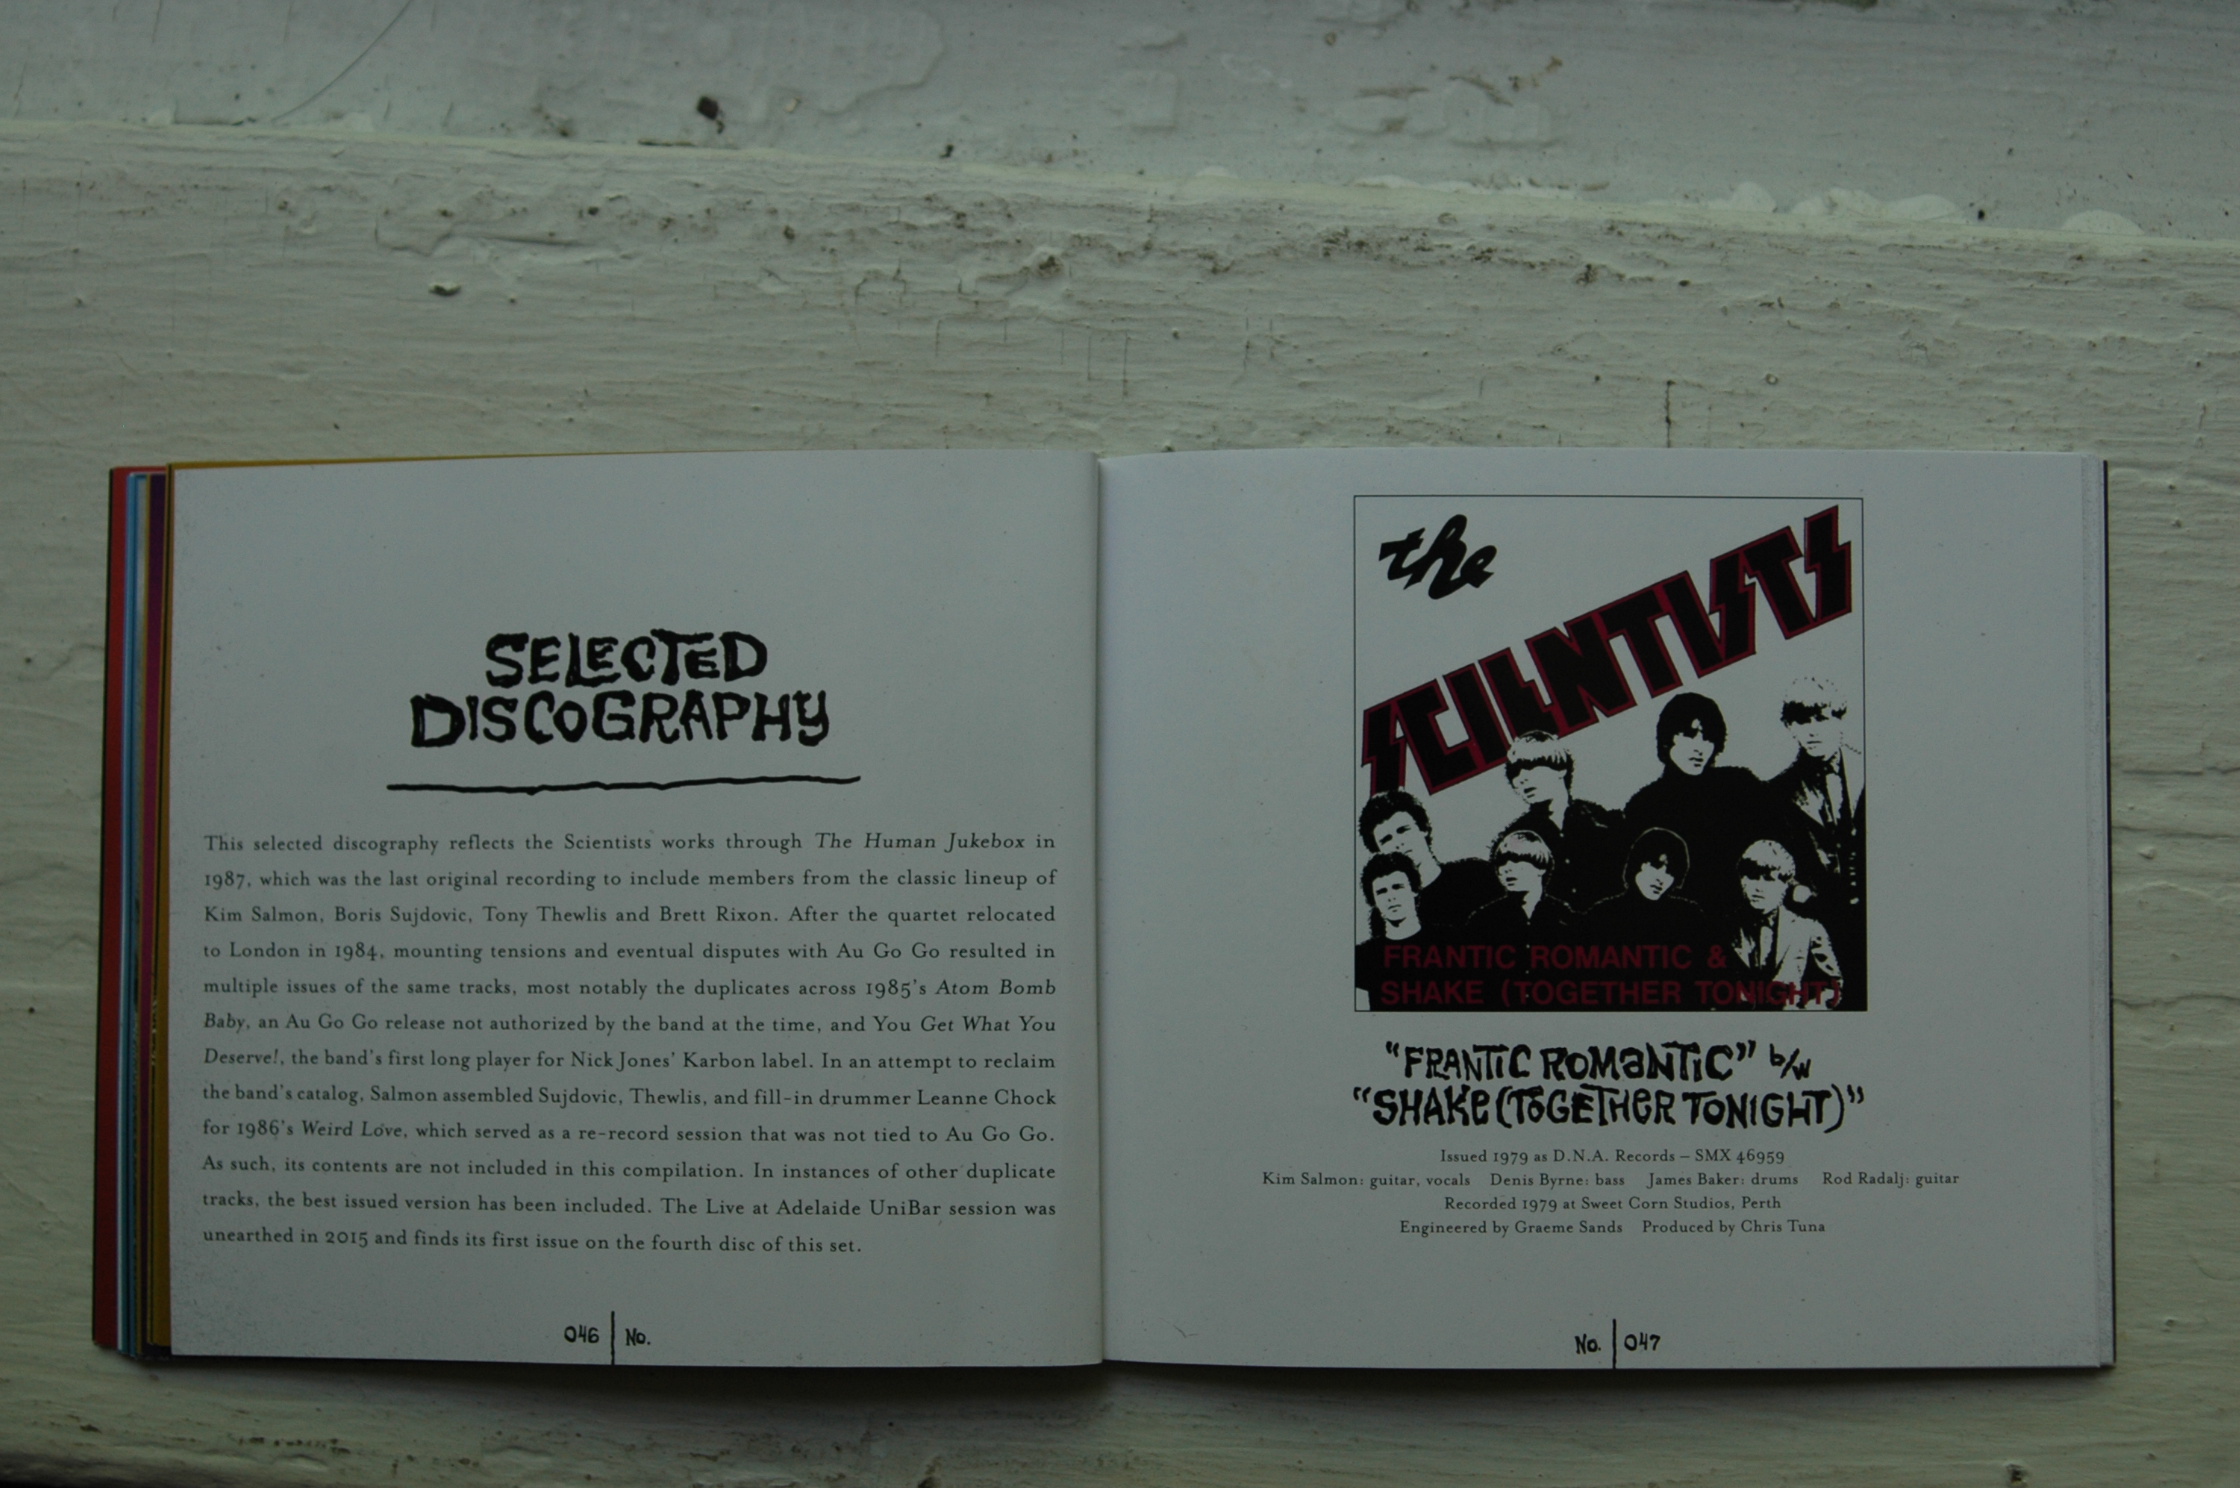 SELECTED
DISCOGRAPHY
This selected discography reflects the Scientists works through The Human Jukebox in
1987, which was the last original recording to include members from the classic lineup of
Kim Salmon, Boris Sujdovic, Tony Thewlis and Brett Rixon. After the quartet relocated
to London in 1984, mounting tensions and eventual disputes with Au Go Go resulted in
multiple issues of the same tracks, most notably the duplicates across 1985's Atom Bomb
Baby, an Au Go Go release not authorized by the band at the time, and You Get What You
Deserve!, the band's first long player for Nick Jones' Karbon label. In an attempt to reclaim
the band's catalog, Salmon assembled Sujdovic, Thewlis, and fill-in drummer Leanne Chock
for 1986's Weird Love, which served as a re-record session that was not tied to Au Go Go.
As such, its contents are not included in this compilation. In instances of other duplicate
tracks, the best issued version has been included. The Live at Adelaide UniBar session was
unearthed in 2015 and finds its first issue on the fourth disc of this set.
046 | No.
the
SCIENTISTS
FRANTIC ROMANTIC &
SHAKE (TOGETHER TONIGHT)
"FRANTIC ROMANTIC" b/w
"SHAKE (TOGETHER TONIGHT)"
Issued 1979 as D.N.A. Records – SMX 46959
Kim Salmon: guitar, vocals Denis Byrne: bass James Baker: drums Rod Radalj: guitar
Recorded 1979 at Sweet Corn Studios, Perth
Engineered by Graeme Sands Produced by Chris Tuna
No. | 047